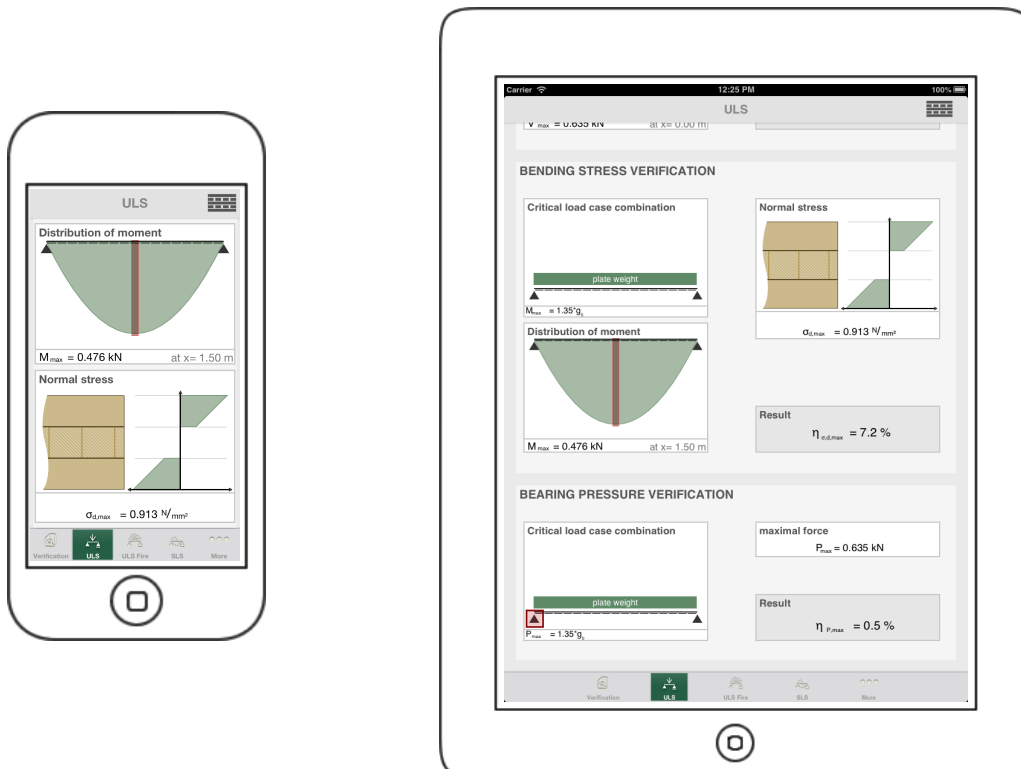 ULS
Distribution of moment
M max = 0.476 kN at x= 1.50 m
Normal stress
σd,max = 0.913 N/mm²
Verification ULS ULS Fire SLS More
Carrier 12:25 PM 100%
ULS
V max = 0.635 kN at x= 0.00 m
BENDING STRESS VERIFICATION
Critical load case combination
plate weight
Mmax = 1.35*g0
Distribution of moment
M max = 0.476 kN at x= 1.50 m
Normal stress
σd,max = 0.913 N/mm²
Result
η σ,d,max = 7.2 %
BEARING PRESSURE VERIFICATION
Critical load case combination
plate weight
Pmax = 1.35*g0
maximal force
Pmax = 0.635 kN
Result
η P,max = 0.5 %
Verification ULS ULS Fire SLS More